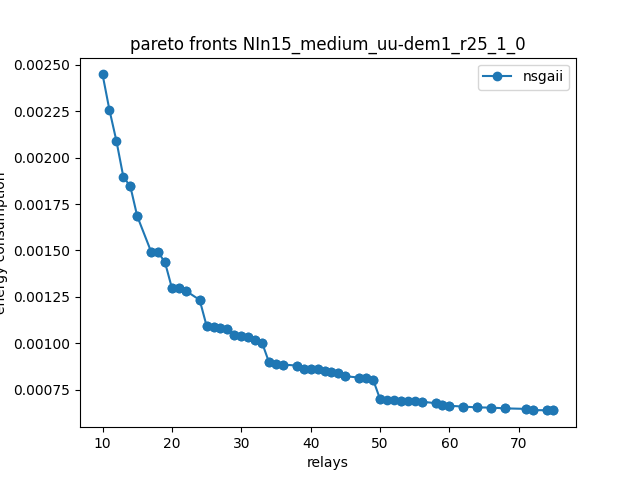 pareto fronts NIn15_medium_uu-dem1_r25_1_0
nsgaii
0.00250
0.00225
0.00200
0.00175
0.00150
0.00125
0.00100
0.00075
energy consumption
10 20 30 40 50 60 70
relays